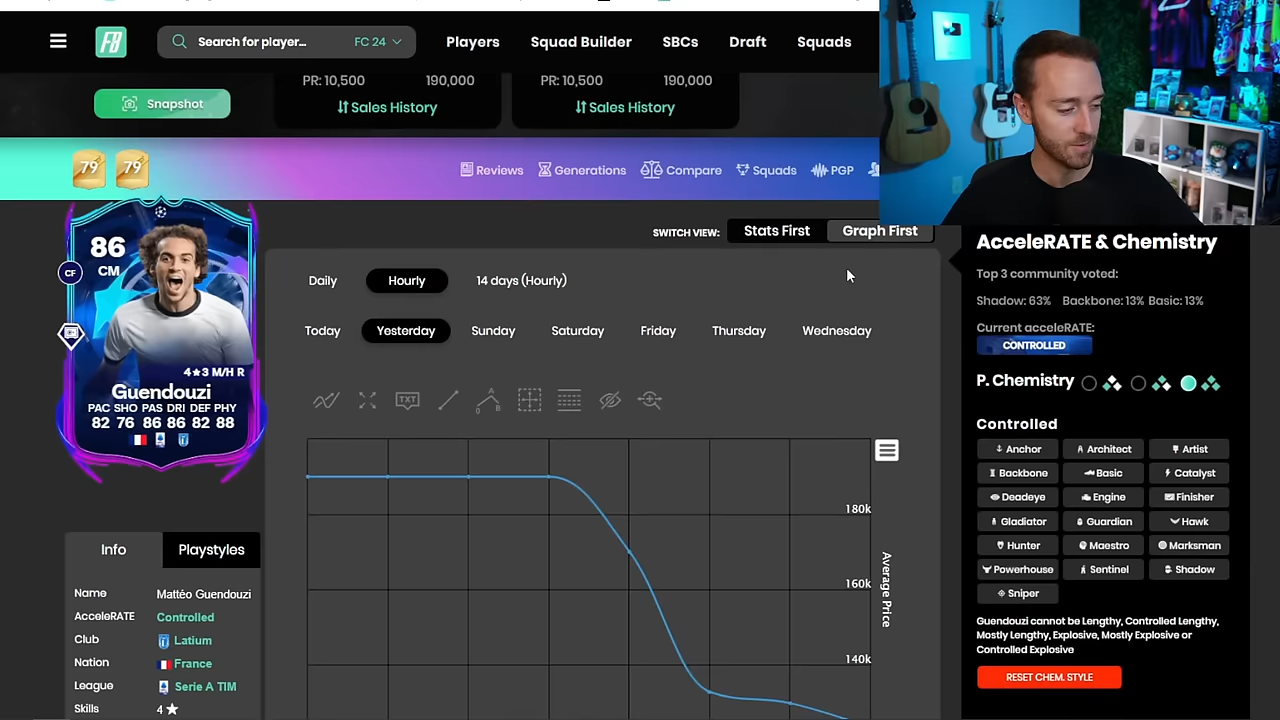 FB
Search for player...
FC 24
Players
Squad Builder
SBCs
Draft
Squads
PR: 10,500
190,000
PR: 10,500
190,000
Snapshot
Sales History
Sales History
79
79
Reviews
Generations
Compare
Squads
PGP
SWITCH VIEW:
Stats First
Graph First
86
CM
CF
4★3 M/H R
Guendouzi
PAC SHO PAS DRI DEF PHY
82 76 86 86 82 88
Daily
Hourly
14 days (Hourly)
Today
Yesterday
Sunday
Saturday
Friday
Thursday
Wednesday
TXT
180k
160k
140k
Average Price
Info
Playstyles
Name Mattéo Guendouzi
AcceleRATE Controlled
Club Latium
Nation France
League Serie A TIM
Skills 4 ★
AcceleRATE & Chemistry
Top 3 community voted:
Shadow: 63% Backbone: 13% Basic: 13%
Current acceleRATE:
CONTROLLED
P. Chemistry
Controlled
Anchor Architect Artist
Backbone Basic Catalyst
Deadeye Engine Finisher
Gladiator Guardian Hawk
Hunter Maestro Marksman
Powerhouse Sentinel Shadow
Sniper
Guendouzi cannot be Lengthy, Controlled Lengthy,
Mostly Lengthy, Explosive, Mostly Explosive or
Controlled Explosive
RESET CHEM. STYLE